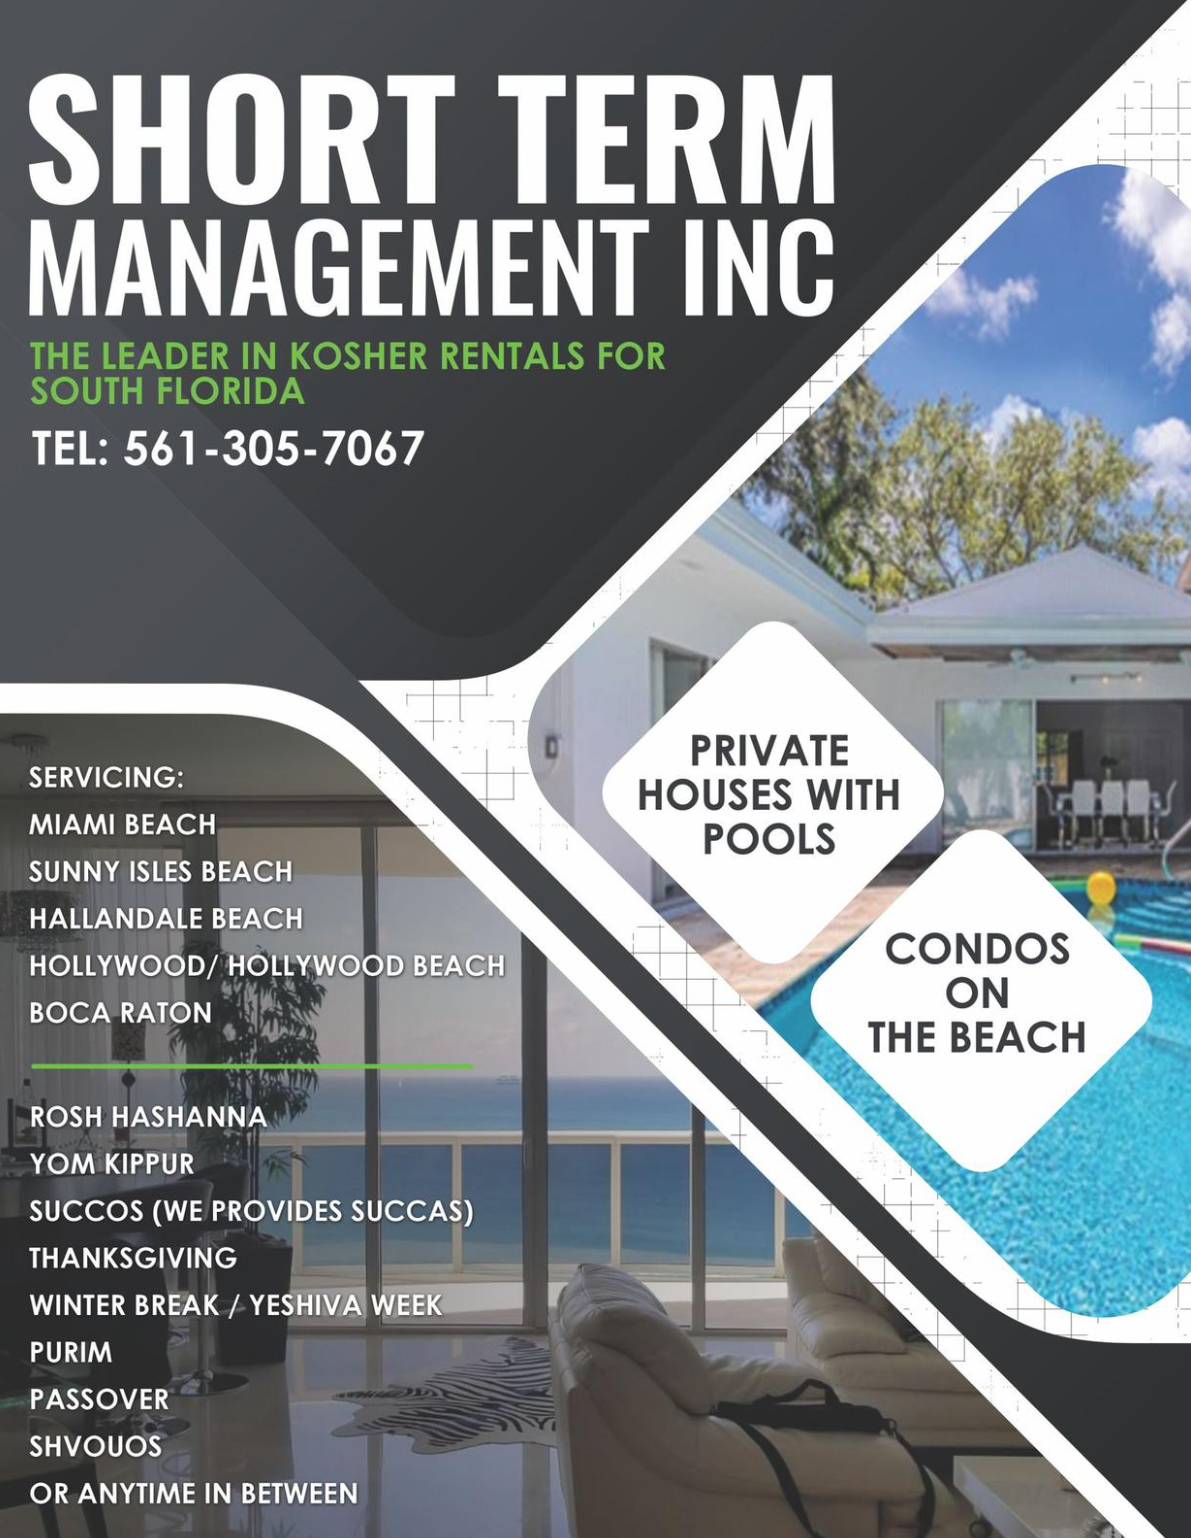 SHORT TERM
MANAGEMENT INC
THE LEADER IN KOSHER RENTALS FOR
SOUTH FLORIDA
TEL: 561-305-7067
PRIVATE
HOUSES WITH
POOLS
CONDOS
ON
THE BEACH
SERVICING:
MIAMI BEACH
SUNNY ISLES BEACH
HALLANDALE BEACH
HOLLYWOOD/ HOLLYWOOD BEACH
BOCA RATON
ROSH HASHANNA
YOM KIPPUR
SUCCOS (WE PROVIDES SUCCAS)
THANKSGIVING
WINTER BREAK / YESHIVA WEEK
PURIM
PASSOVER
SHVOUOS
OR ANYTIME IN BETWEEN